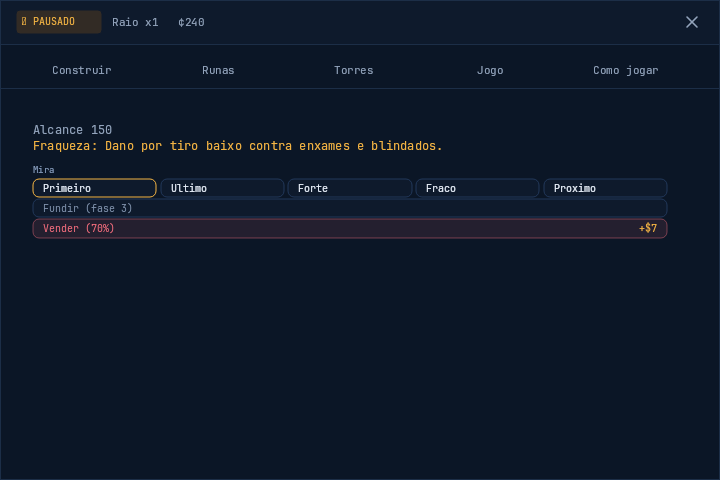 PAUSADO Raio x1 ¢240
Construir Runas Torres Jogo Como jogar
Alcance 150
Fraqueza: Dano por tiro baixo contra enxames e blindados.
Mira
Primeiro Ultimo Forte Fraco Proximo
Fundir (fase 3)
Vender (70%) +$7